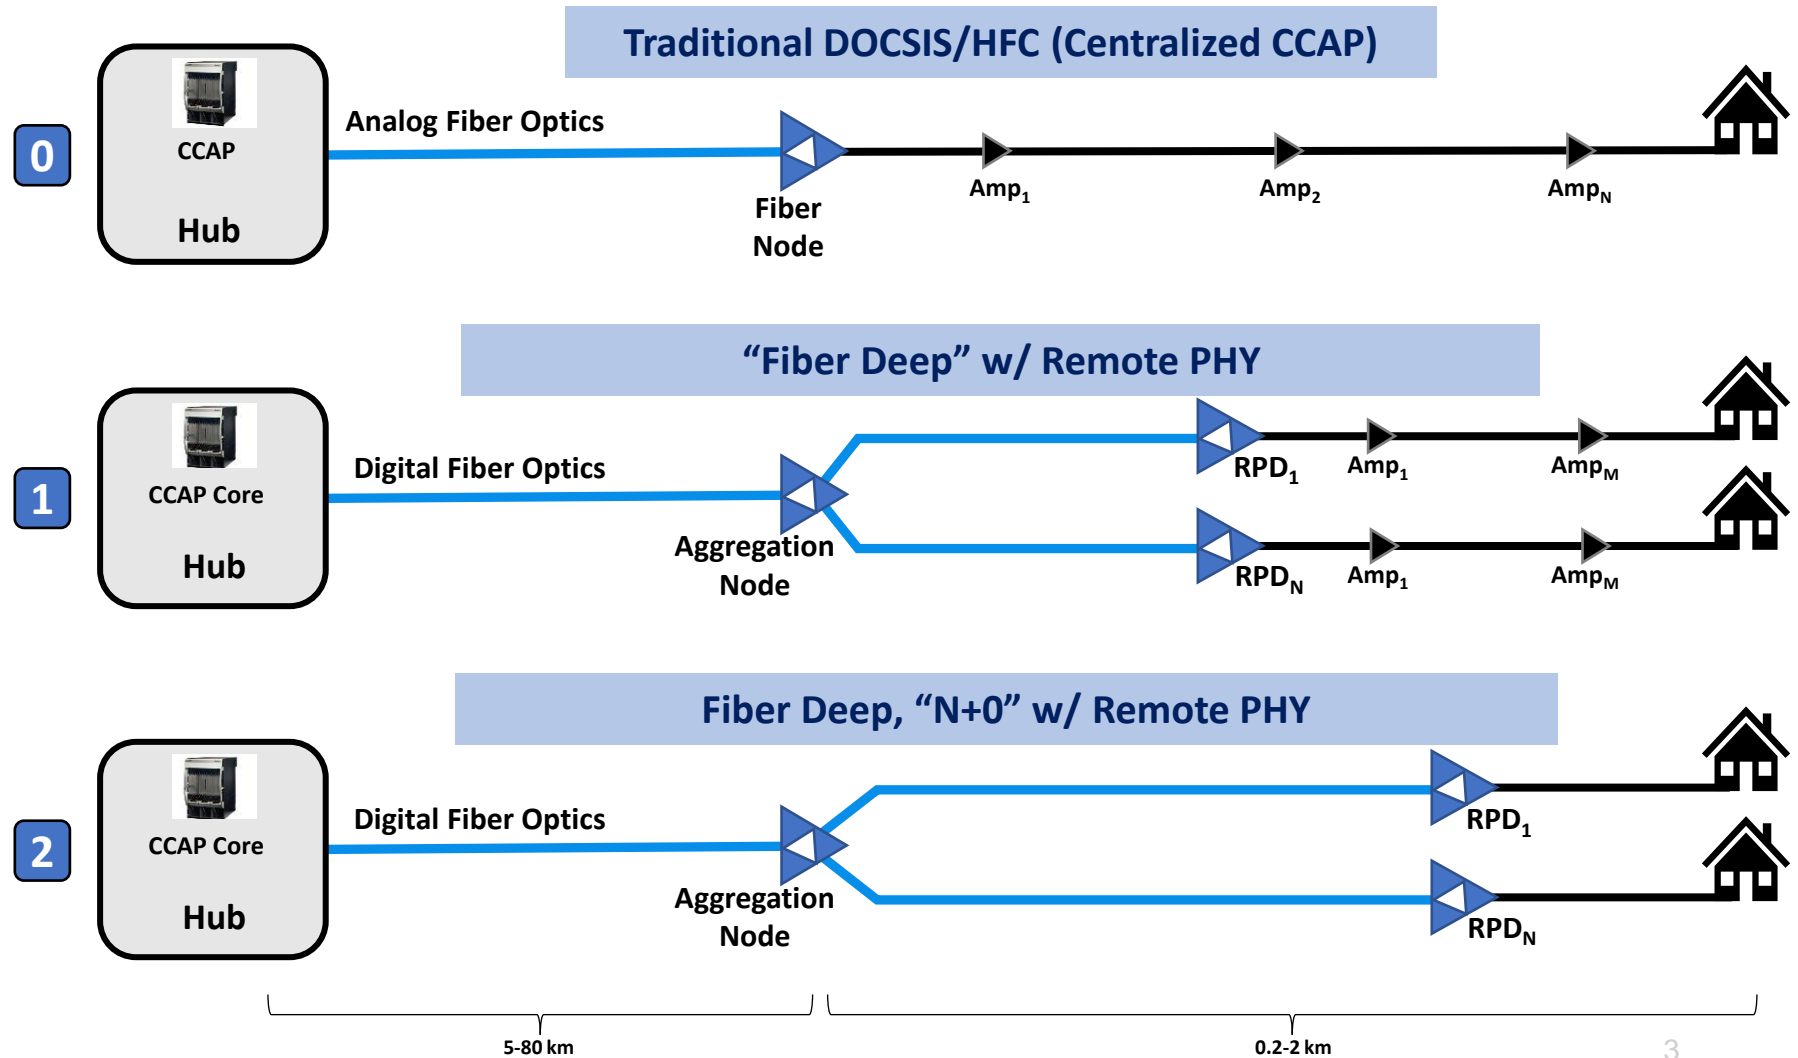 Traditional DOCSIS/HFC (Centralized CCAP)
0
CCAP
Hub
Analog Fiber Optics
Fiber
Node
Amp1
Amp2
AmpN
“Fiber Deep” w/ Remote PHY
1
CCAP Core
Hub
Digital Fiber Optics
Aggregation
Node
RPD1
Amp1
AmpM
RPDN
Amp1
AmpM
Fiber Deep, “N+0” w/ Remote PHY
2
CCAP Core
Hub
Digital Fiber Optics
Aggregation
Node
RPD1
RPDN
5-80 km
0.2-2 km
3